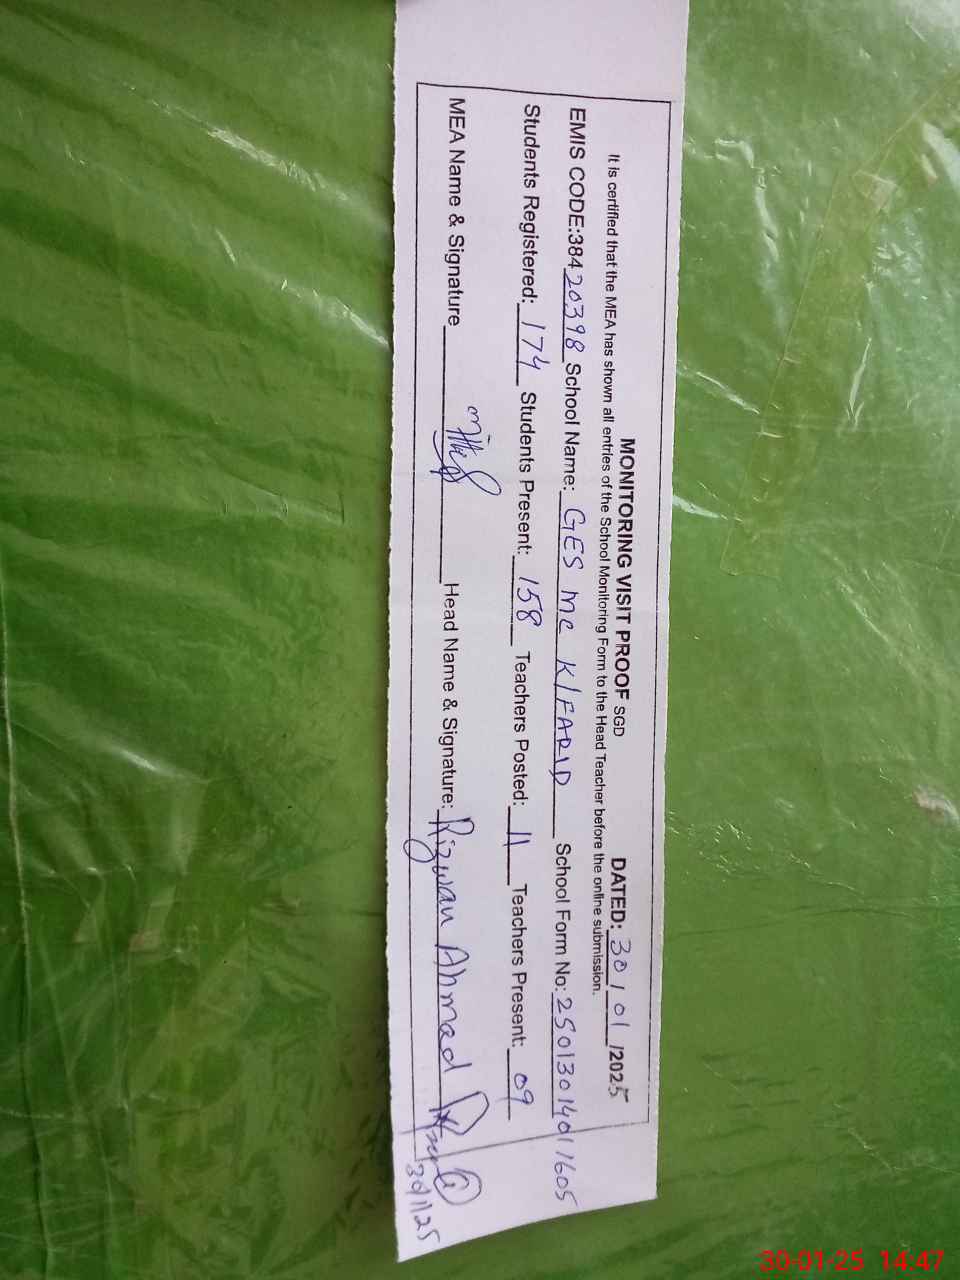 MONITORING VISIT PROOF SGD DATED: 30/01/2025
It is certified that the MEA has shown all entries of the School Monitoring Form to the Head Teacher before the online submission.
EMIS CODE:38420398 School Name: GES MC K/FARID School Form No: 25013014011605
Students Registered: 174 Students Present: 158 Teachers Posted: 11 Teachers Present: 09
MEA Name & Signature Head Name & Signature: Rizwan Ahmad
30/1/25
30-01-25 14:47